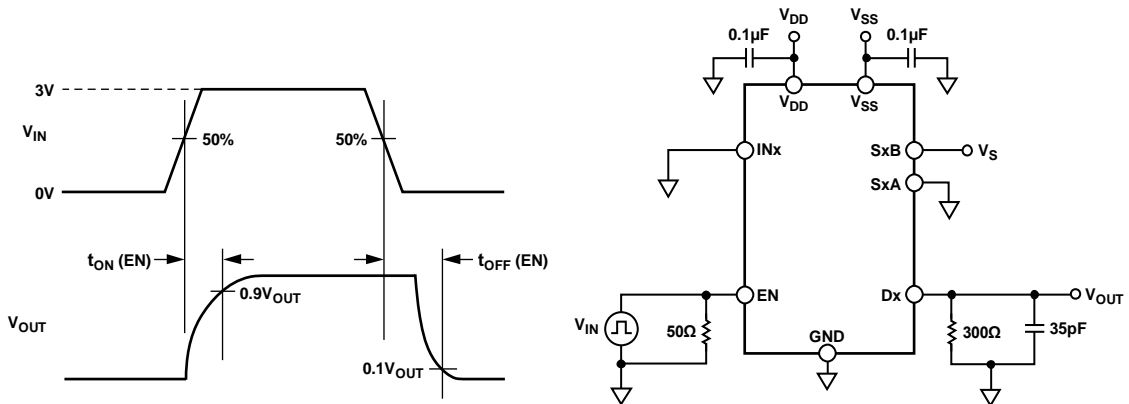 3V
V_IN
50%
50%
0V
t_ON (EN)
t_OFF (EN)
0.9V_OUT
V_OUT
0.1V_OUT
V_DD
V_SS
0.1µF
0.1µF
V_DD
V_SS
INx
SxB
V_S
SxA
EN
Dx
V_OUT
V_IN
50Ω
GND
300Ω
35pF